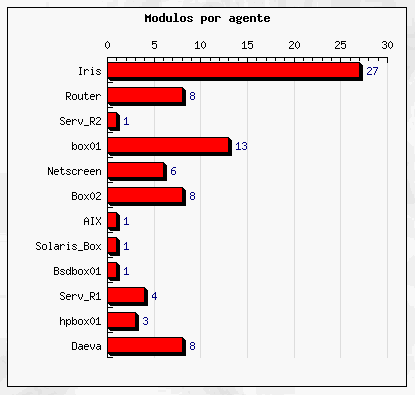 Modulos por agente
0 5 10 15 20 25 30
Iris 27
Router 8
Serv_R2 1
box01 13
Netscreen 6
Box02 8
AIX 1
Solaris_Box 1
Bsdbox01 1
Serv_R1 4
hpbox01 3
Daeva 8